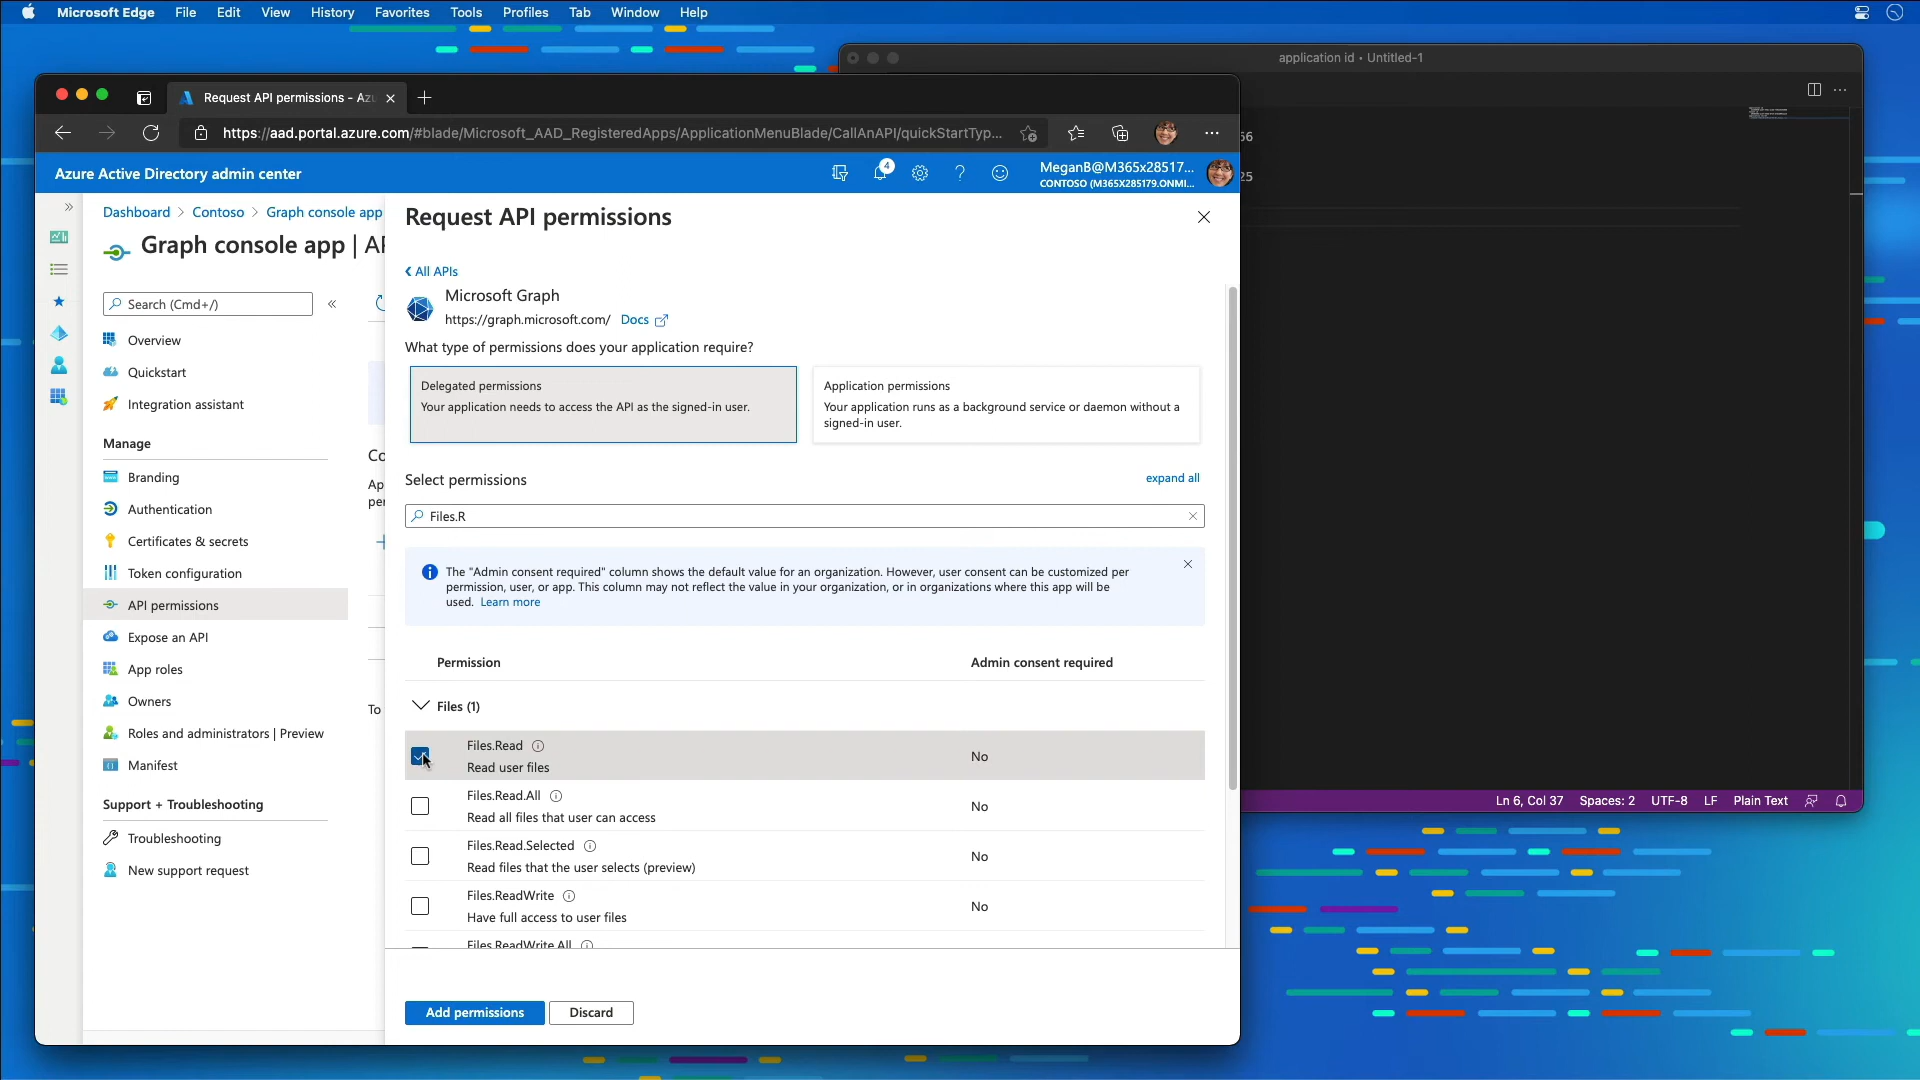 Microsoft Edge File Edit View History Favorites Tools Profiles Tab Window Help
application id • Untitled-1
Request API permissions - Azu
https://aad.portal.azure.com/#blade/Microsoft_AAD_RegisteredApps/ApplicationMenuBlade/CallAnAPI/quickStartTyp...
66
Azure Active Directory admin center
4
MeganB@M365x28517...
CONTOSO (M365X285179.ONMI...
25
Dashboard > Contoso > Graph console app
Graph console app | AP
Search (Cmd+/)
Overview
Quickstart
Integration assistant
Manage
Branding
Authentication
Certificates & secrets
Token configuration
API permissions
Expose an API
App roles
Owners
Roles and administrators | Preview
Manifest
Support + Troubleshooting
Troubleshooting
New support request
Co
Ap
per
To
Request API permissions
All APIs
Microsoft Graph
https://graph.microsoft.com/ Docs
What type of permissions does your application require?
Delegated permissions
Your application needs to access the API as the signed-in user.
Application permissions
Your application runs as a background service or daemon without a
signed-in user.
Select permissions
expand all
Files.R
The "Admin consent required" column shows the default value for an organization. However, user consent can be customized per
permission, user, or app. This column may not reflect the value in your organization, or in organizations where this app will be
used. Learn more
Permission Admin consent required
Files (1)
Files.Read
Read user files
No
Files.Read.All
Read all files that user can access
No
Files.Read.Selected
Read files that the user selects (preview)
No
Files.ReadWrite
Have full access to user files
No
Files.ReadWrite.All
Add permissions Discard
Ln 6, Col 37 Spaces: 2 UTF-8 LF Plain Text